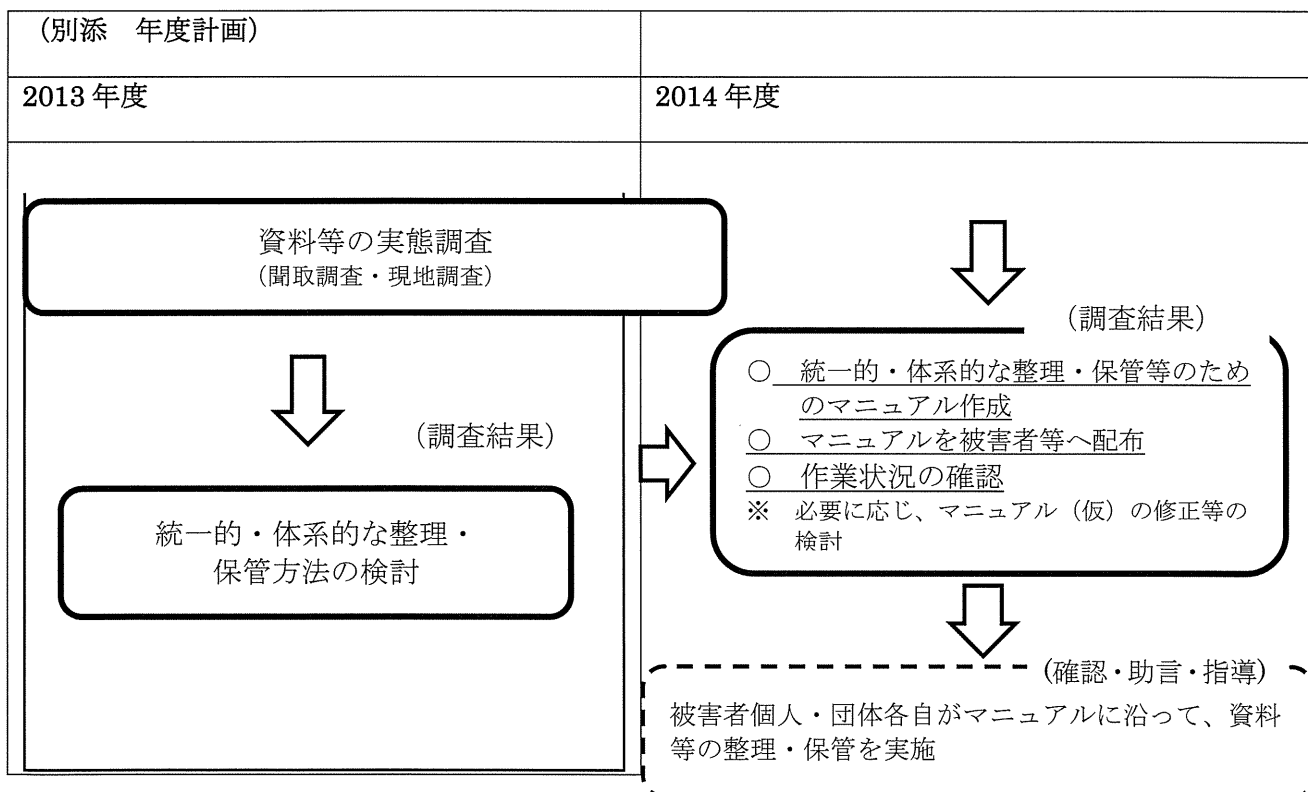 (別添　年度計画)
2013年度
2014年度
資料等の実態調査
(聞取調査・現地調査)
(調査結果)
統一的・体系的な整理・
保管方法の検討
(調査結果)
○　統一的・体系的な整理・保管等のため
のマニュアル作成
○　マニュアルを被害者等へ配布
○　作業状況の確認
※　必要に応じ、マニュアル（仮）の修正等の
検討
(確認・助言・指導)
被害者個人・団体各自がマニュアルに沿って、資料
等の整理・保管を実施